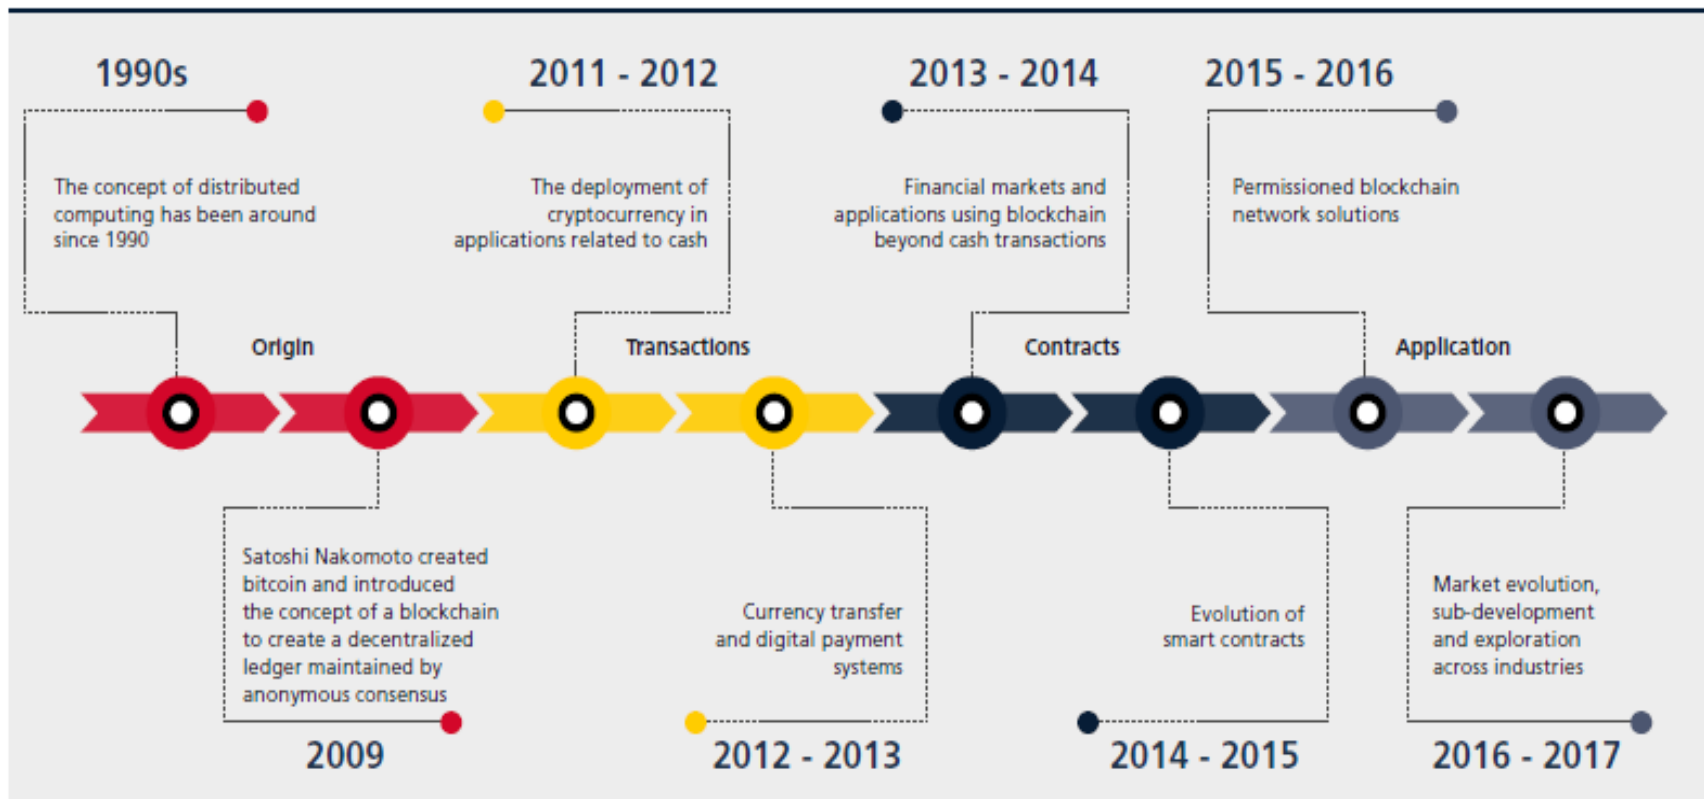 1990s
The concept of distributed
computing has been around
since 1990
2011 - 2012
The deployment of
cryptocurrency in
applications related to cash
2013 - 2014
Financial markets and
applications using blockchain
beyond cash transactions
2015 - 2016
Permissioned blockchain
network solutions
Origin
Transactions
Contracts
Application
Satoshi Nakomoto created
bitcoin and introduced
the concept of a blockchain
to create a decentralized
ledger maintained by
anonymous consensus
2009
Currency transfer
and digital payment
systems
2012 - 2013
Evolution of
smart contracts
2014 - 2015
Market evolution,
sub-development
and exploration
across industries
2016 - 2017